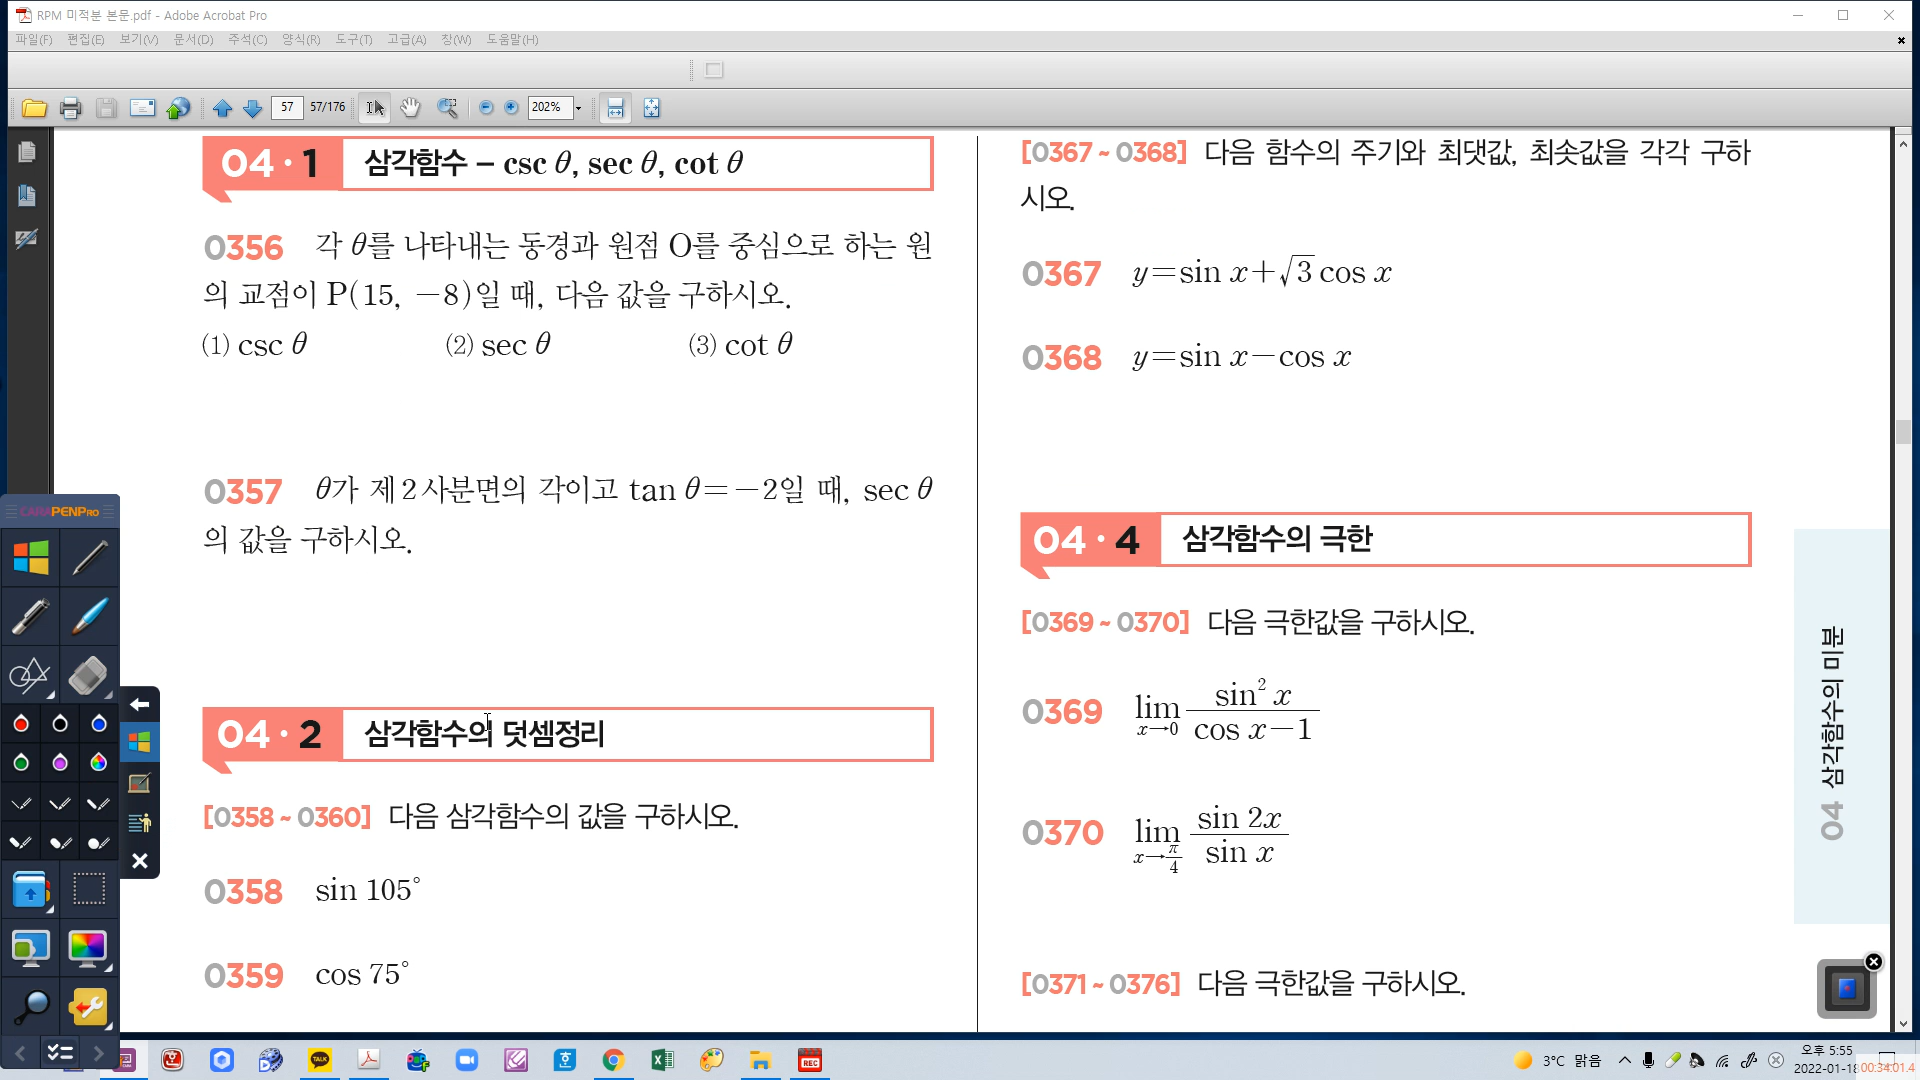 RPM 미적분 본문.pdf - Adobe Acrobat Pro
파일(F) 편집(E) 보기(V) 문서(D) 주석(C) 양식(R) 도구(T) 고급(A) 창(W) 도움말(H)
57 57/176 202%
04 · 1 삼각함수 – csc θ, sec θ, cot θ
0356 각 θ를 나타내는 동경과 원점 O를 중심으로 하는 원
의 교점이 P(15, −8)일 때, 다음 값을 구하시오.
(1) csc θ (2) sec θ (3) cot θ
0357 θ가 제2사분면의 각이고 tan θ=−2일 때, sec θ
의 값을 구하시오.
04 · 2 삼각함수의 덧셈정리
[0358 ~ 0360] 다음 삼각함수의 값을 구하시오.
0358 sin 105°
0359 cos 75°
[0367 ~ 0368] 다음 함수의 주기와 최댓값, 최솟값을 각각 구하
시오.
0367 y=sin x+√3 cos x
0368 y=sin x−cos x
04 · 4 삼각함수의 극한
[0369 ~ 0370] 다음 극한값을 구하시오.
0369 lim x→0 sin² x / cos x−1
0370 lim x→π/4 sin 2x / sin x
[0371 ~ 0376] 다음 극한값을 구하시오.
04 삼각함수의 미분
CARAPENPRO
TALK
REC
3°C 맑음
오후 5:55
2022-01-18
00:34:01.4